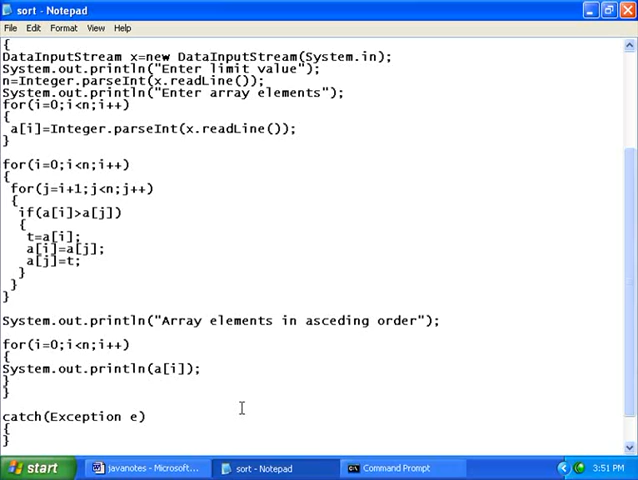 sort - Notepad
File Edit Format View Help
{
DataInputStream x=new DataInputStream(System.in);
System.out.println("Enter limit value");
n=Integer.parseInt(x.readLine());
System.out.println("Enter array elements");
for(i=0;i<n;i++)
{
 a[i]=Integer.parseInt(x.readLine());
}
for(i=0;i<n;i++)
{
 for(j=i+1;j<n;j++)
 {
  if(a[i]>a[j])
  {
   t=a[i];
   a[i]=a[j];
   a[j]=t;
  }
 }
}
System.out.println("Array elements in asceding order");
for(i=0;i<n;i++)
{
System.out.println(a[i]);
}
}
catch(Exception e)
{
}
start javanotes - Microsoft... sort - Notepad Command Prompt 3:51 PM